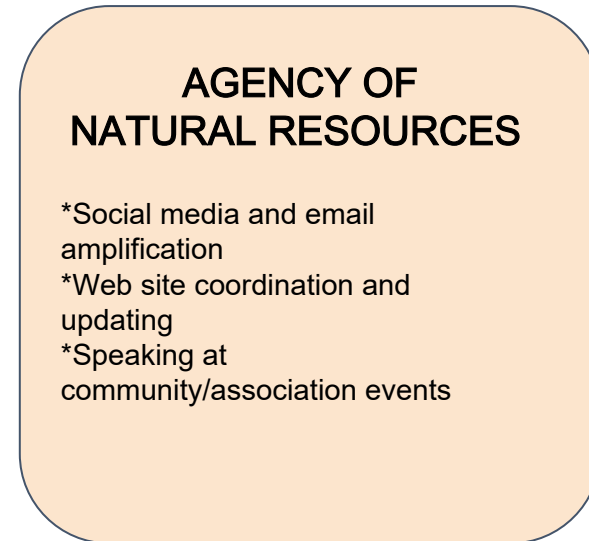 AGENCY OF
NATURAL RESOURCES
*Social media and email
amplification
*Web site coordination and
updating
*Speaking at
community/association events